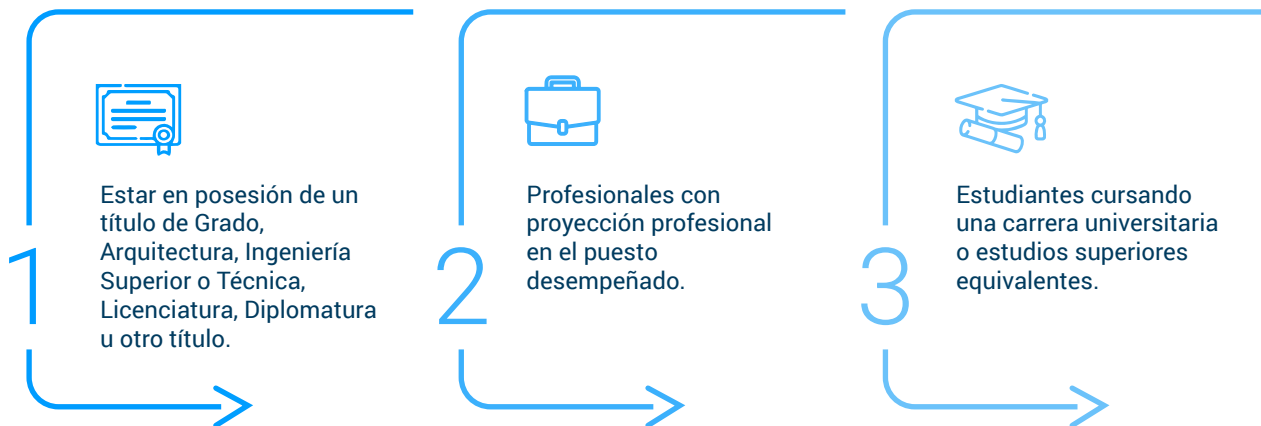 1
Estar en posesión de un
título de Grado,
Arquitectura, Ingeniería
Superior o Técnica,
Licenciatura, Diplomatura
u otro título.
2
Profesionales con
proyección profesional
en el puesto
desempeñado.
3
Estudiantes cursando
una carrera universitaria
o estudios superiores
equivalentes.